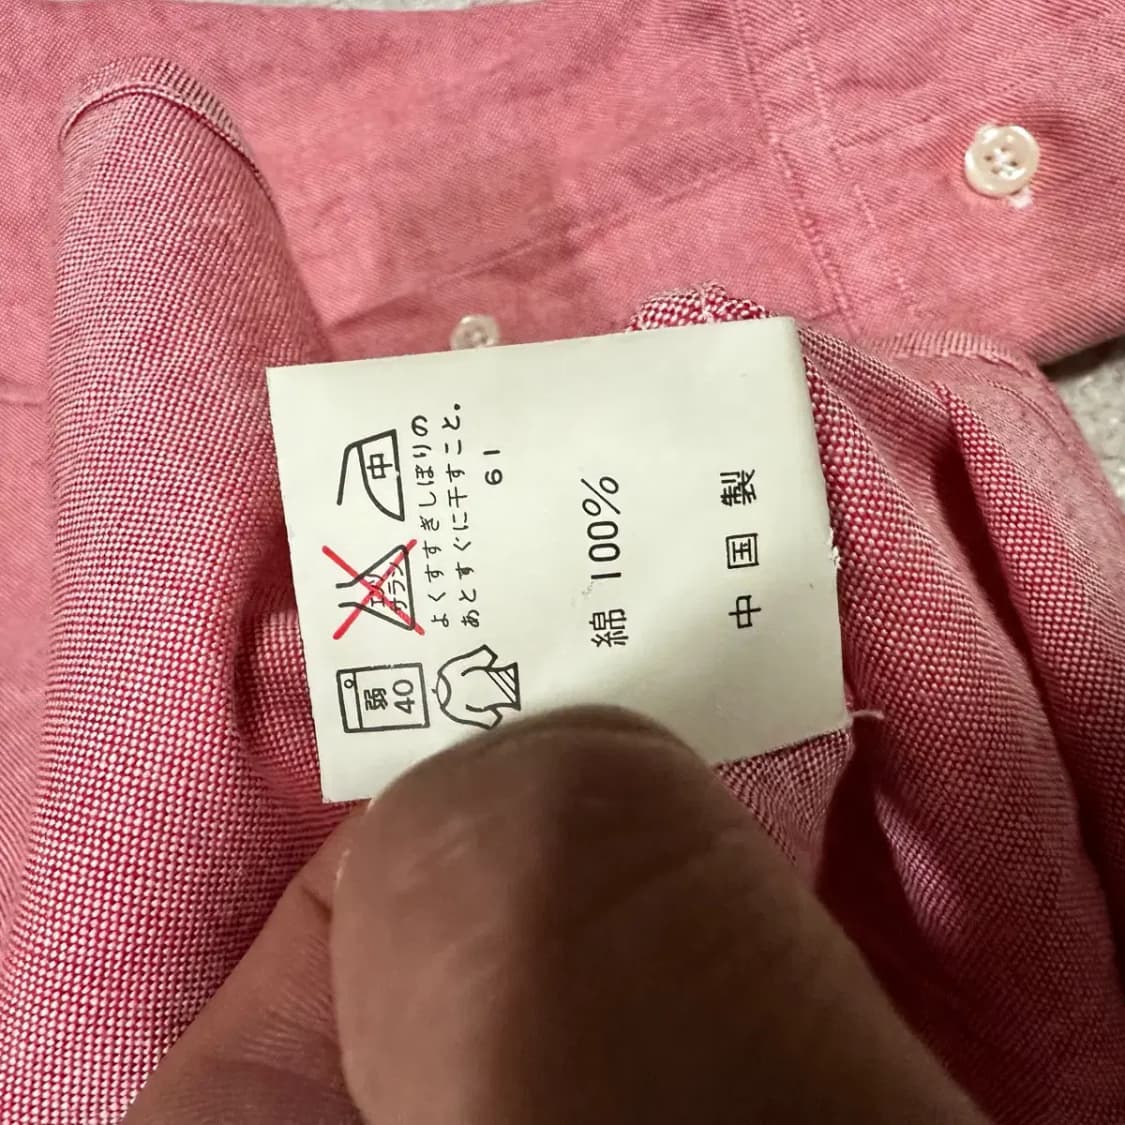 弱
40
エンソ
サラシ
中
よくすすぎしぼりの
あとすぐに干すこと.
61
綿 100%
中国製